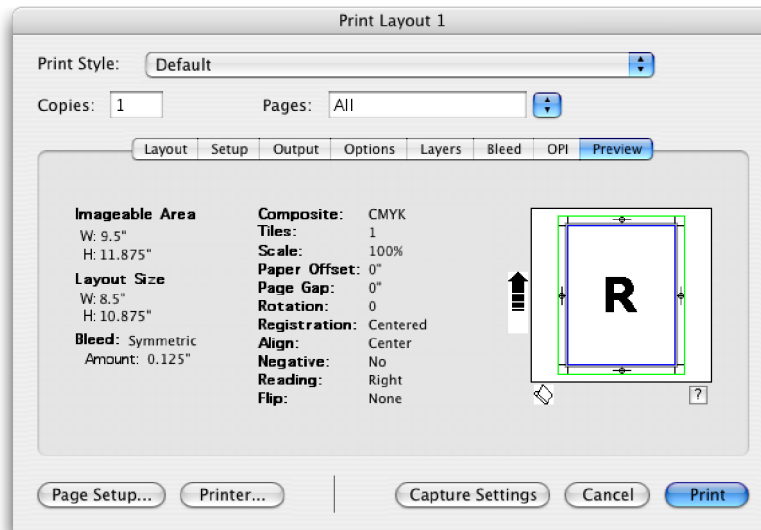 Print Layout 1
Print Style: Default
Copies: 1 Pages: All
Layout Setup Output Options Layers Bleed OPI Preview
Imageable Area
W: 9.5"
H: 11.875"
Layout Size
W: 8.5"
H: 10.875"
Bleed: Symmetric
Amount: 0.125"
Composite: CMYK
Tiles: 1
Scale: 100%
Paper Offset: 0"
Page Gap: 0"
Rotation: 0
Registration: Centered
Align: Center
Negative: No
Reading: Right
Flip: None
R
?
Page Setup... Printer... Capture Settings Cancel Print